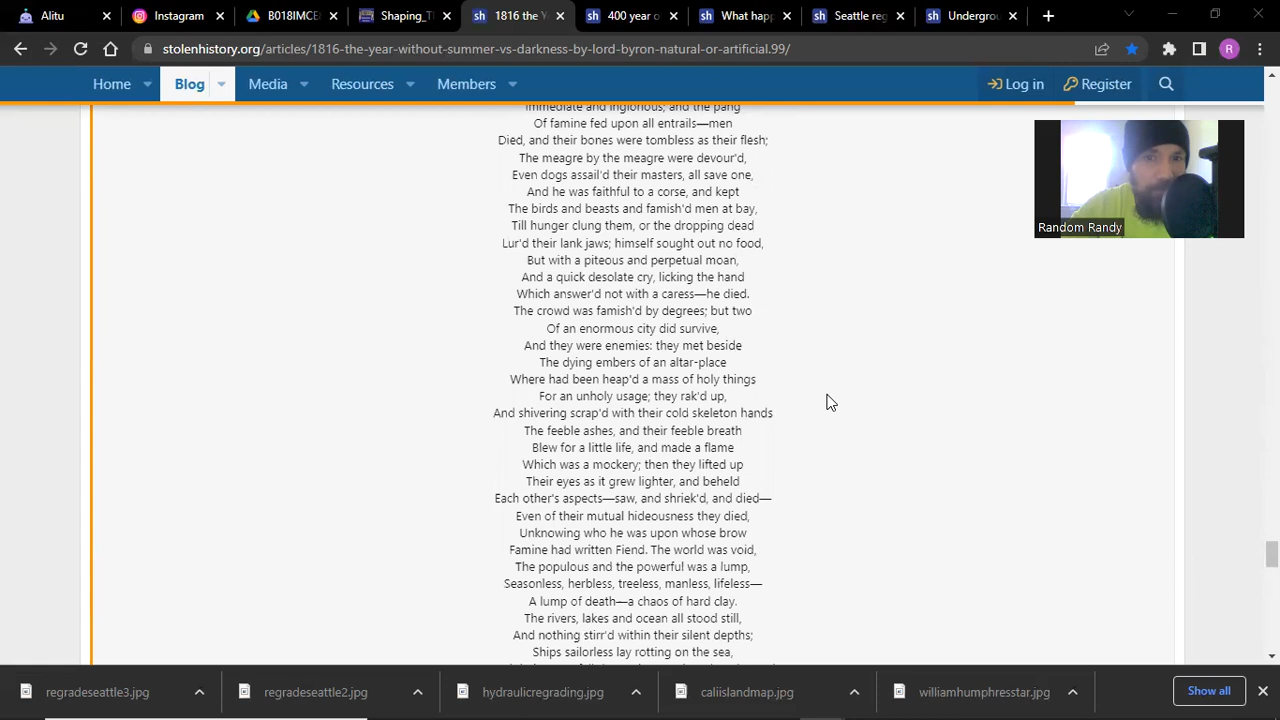 Alitu
Instagram
B018IMCEA
Shaping_Th
1816 the Y
400 year o
What happ
Seattle reg
Undergrou
stolenhistory.org/articles/1816-the-year-without-summer-vs-darkness-by-lord-byron-natural-or-artificial.99/
R
Home Blog Media Resources Members Log in Register
Immediate and inglorious; and the pang
Of famine fed upon all entrails—men
Died, and their bones were tombless as their flesh;
The meagre by the meagre were devour'd,
Even dogs assail'd their masters, all save one,
And he was faithful to a corse, and kept
The birds and beasts and famish'd men at bay,
Till hunger clung them, or the dropping dead
Lur'd their lank jaws; himself sought out no food,
But with a piteous and perpetual moan,
And a quick desolate cry, licking the hand
Which answer'd not with a caress—he died.
The crowd was famish'd by degrees; but two
Of an enormous city did survive,
And they were enemies: they met beside
The dying embers of an altar-place
Where had been heap'd a mass of holy things
For an unholy usage; they rak'd up,
And shivering scrap'd with their cold skeleton hands
The feeble ashes, and their feeble breath
Blew for a little life, and made a flame
Which was a mockery; then they lifted up
Their eyes as it grew lighter, and beheld
Each other's aspects—saw, and shriek'd, and died—
Even of their mutual hideousness they died,
Unknowing who he was upon whose brow
Famine had written Fiend. The world was void,
The populous and the powerful was a lump,
Seasonless, herbless, treeless, manless, lifeless—
A lump of death—a chaos of hard clay.
The rivers, lakes and ocean all stood still,
And nothing stirr'd within their silent depths;
Ships sailorless lay rotting on the sea,
Random Randy
regradeseattle3.jpg
regradeseattle2.jpg
hydraulicregrading.jpg
caliislandmap.jpg
williamhumphresstar.jpg
Show all